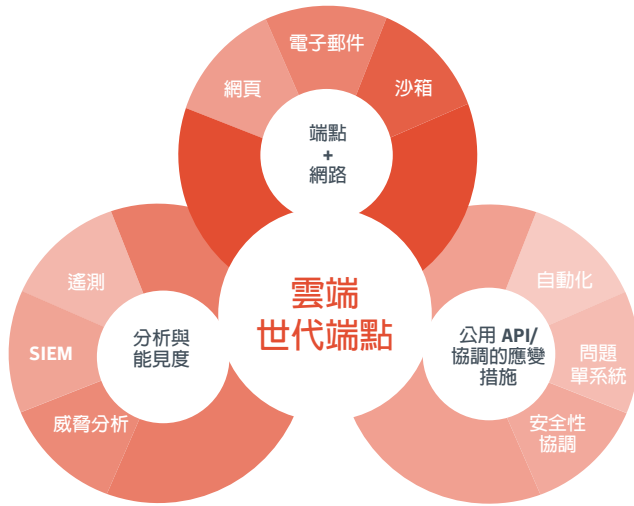 電子郵件
網頁
沙箱
端點
+
網路
雲端
世代端點
遙測
SIEM
威脅分析
分析與
能見度
公用 API/
協調的應變
措施
自動化
問題
單系統
安全性
協調